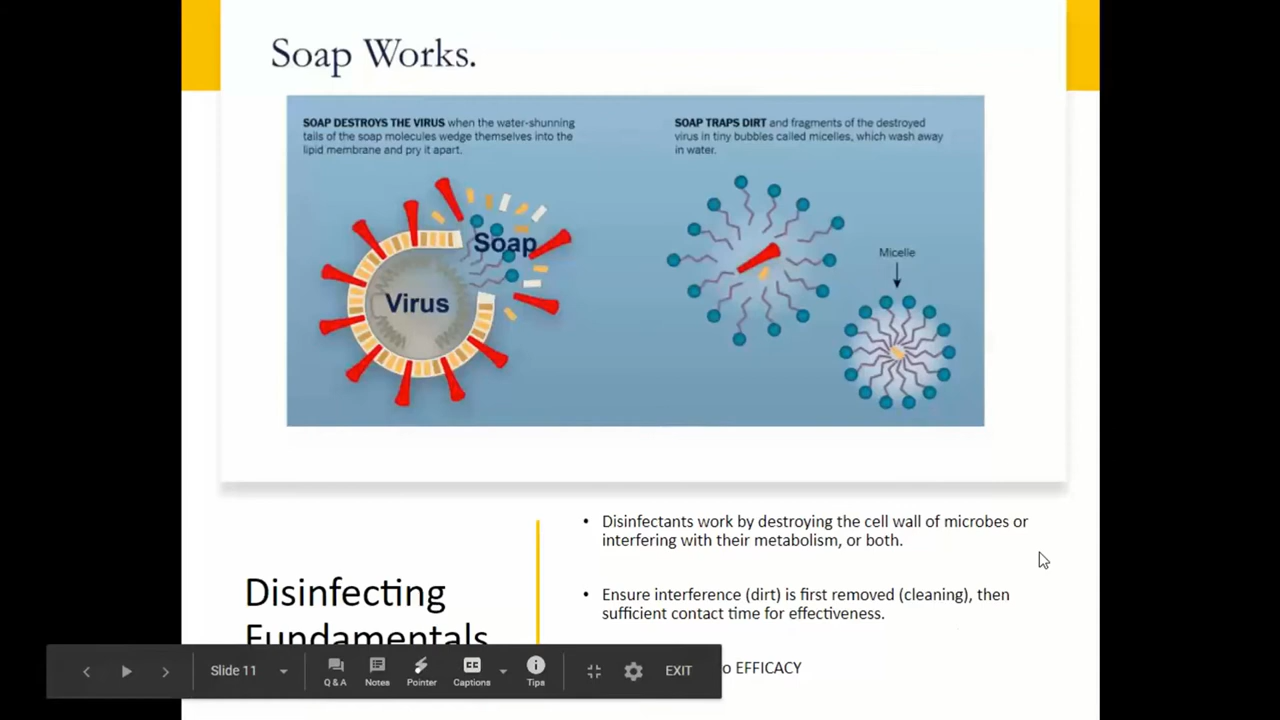 Soap Works.
SOAP DESTROYS THE VIRUS when the water-shunning
tails of the soap molecules wedge themselves into the
lipid membrane and pry it apart.
SOAP TRAPS DIRT and fragments of the destroyed
virus in tiny bubbles called micelles, which wash away
in water.
Soap
Virus
Micelle
Disinfecting
Fundamentals
• Disinfectants work by destroying the cell wall of microbes or
interfering with their metabolism, or both.
• Ensure interference (dirt) is first removed (cleaning), then
sufficient contact time for effectiveness.
EFFICACY
Slide 11
Q & A
Notes
Pointer
Captions
Tips
EXIT